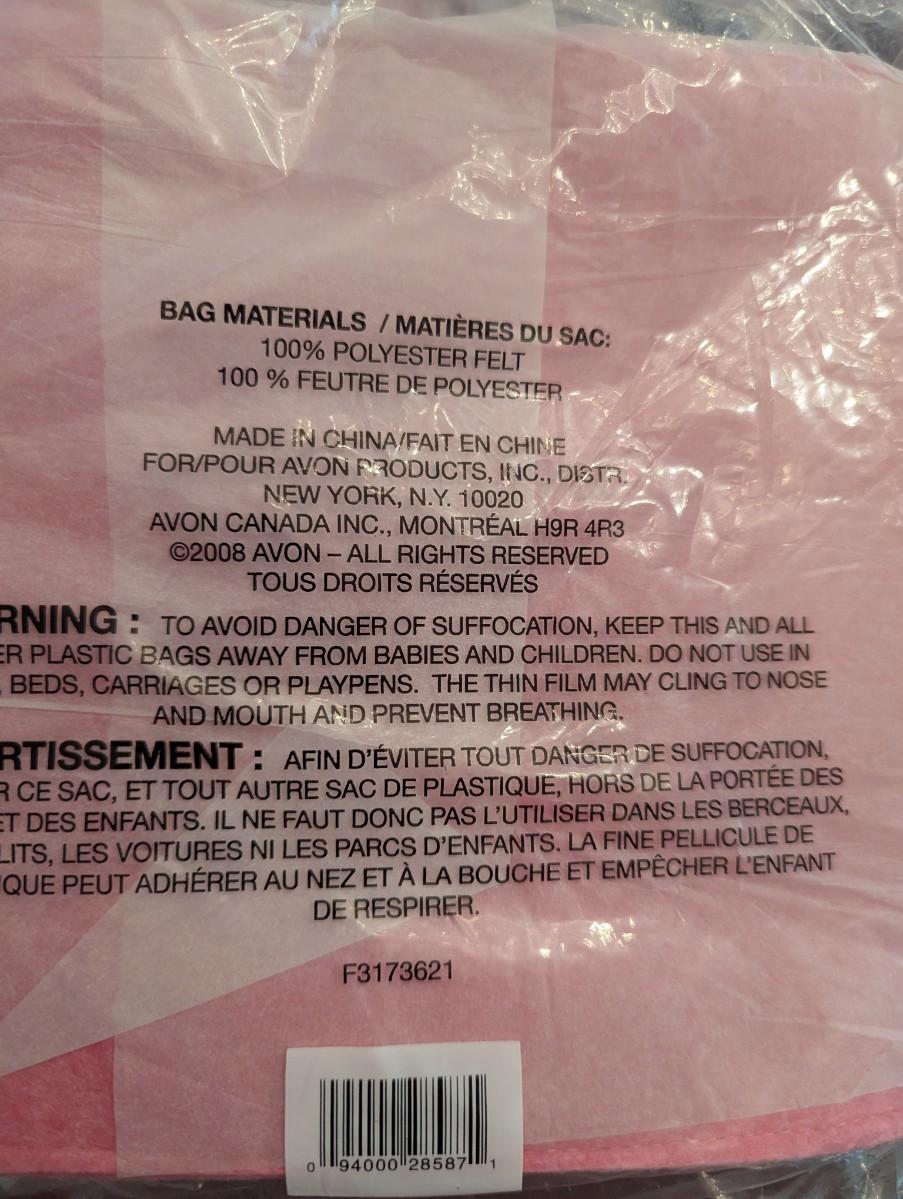 BAG MATERIALS / MATIÈRES DU SAC:
100% POLYESTER FELT
100 % FEUTRE DE POLYESTER
MADE IN CHINA/FAIT EN CHINE
FOR/POUR AVON PRODUCTS, INC., DISTR.
NEW YORK, N.Y. 10020
AVON CANADA INC., MONTRÉAL H9R 4R3
©2008 AVON – ALL RIGHTS RESERVED
TOUS DROITS RÉSERVÉS
RNING : TO AVOID DANGER OF SUFFOCATION, KEEP THIS AND ALL
ER PLASTIC BAGS AWAY FROM BABIES AND CHILDREN. DO NOT USE IN
, BEDS, CARRIAGES OR PLAYPENS. THE THIN FILM MAY CLING TO NOSE
AND MOUTH AND PREVENT BREATHING.
RTISSEMENT : AFIN D'ÉVITER TOUT DANGER DE SUFFOCATION,
R CE SAC, ET TOUT AUTRE SAC DE PLASTIQUE, HORS DE LA PORTÉE DES
ET DES ENFANTS. IL NE FAUT DONC PAS L'UTILISER DANS LES BERCEAUX,
LITS, LES VOITURES NI LES PARCS D'ENFANTS. LA FINE PELLICULE DE
IQUE PEUT ADHÉRER AU NEZ ET À LA BOUCHE ET EMPÊCHER L'ENFANT
DE RESPIRER.
F3173621
0 94000 28587 1